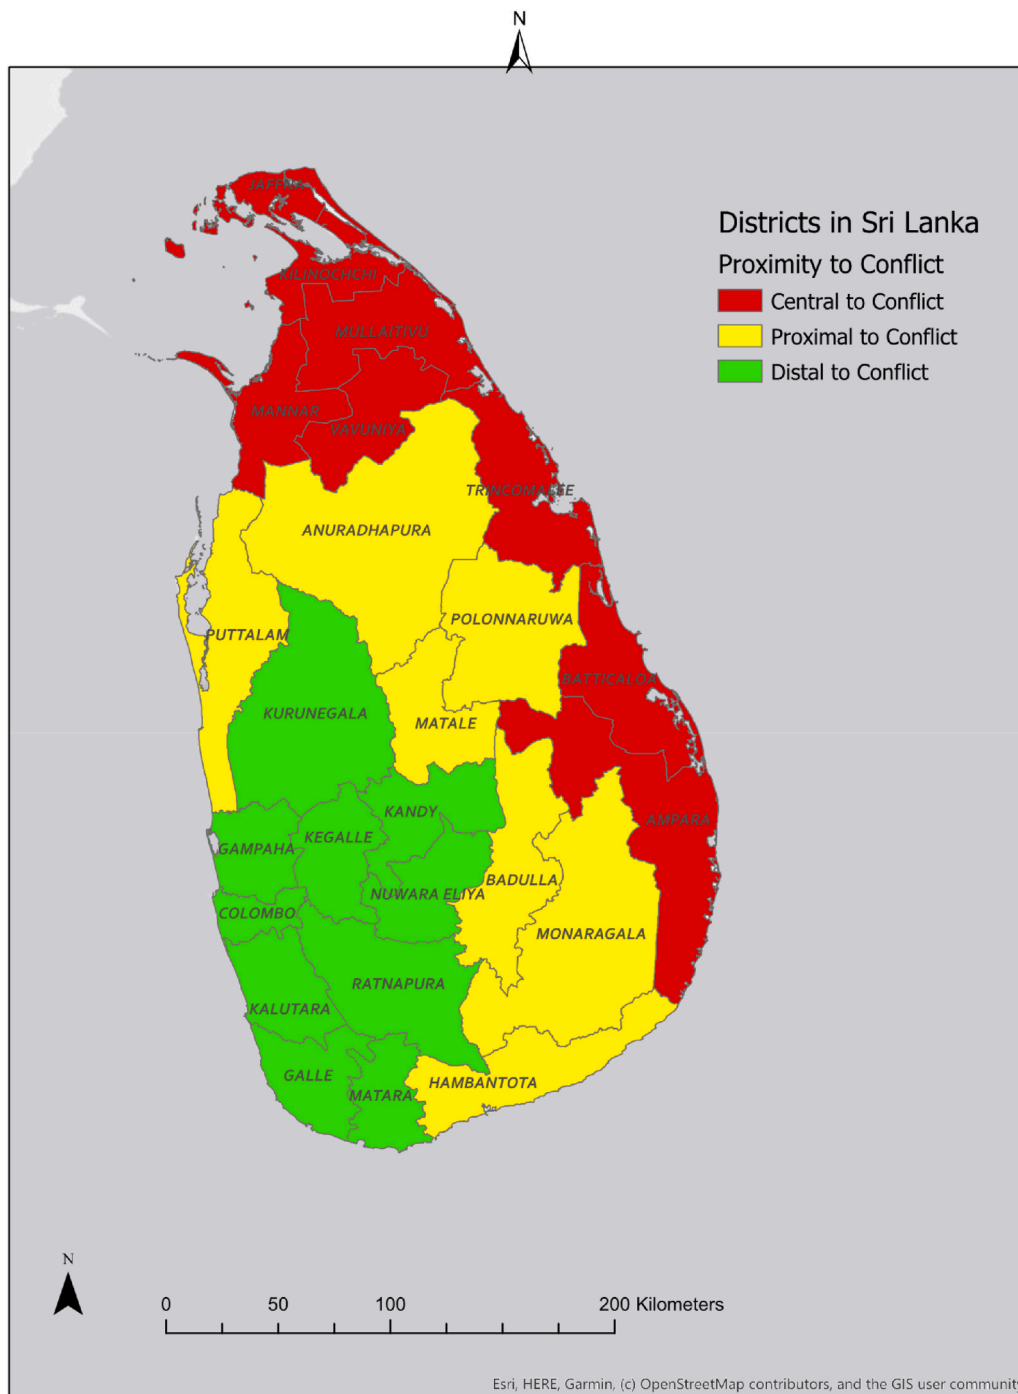 N
Districts in Sri Lanka
Proximity to Conflict
Central to Conflict
Proximal to Conflict
Distal to Conflict
JAFFNA
KILINOCHCHI
MULLAITIVU
MANNAR
VAVUNIYA
TRINCOMALEE
ANURADHAPURA
POLONNARUWA
PUTTALAM
BATTICALOA
KURUNEGALA
MATALE
KANDY
AMPARA
KEGALLE
GAMPAHA
BADULLA
NUWARA ELIYA
COLOMBO
MONARAGALA
RATNAPURA
KALUTARA
GALLE
HAMBANTOTA
MATARA
N
0 50 100 200 Kilometers
Esri, HERE, Garmin, (c) OpenStreetMap contributors, and the GIS user community